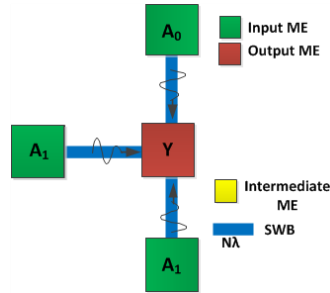 A₀
Input ME
Output ME
A₁
Y
Intermediate
ME
SWB
Nλ
A₁